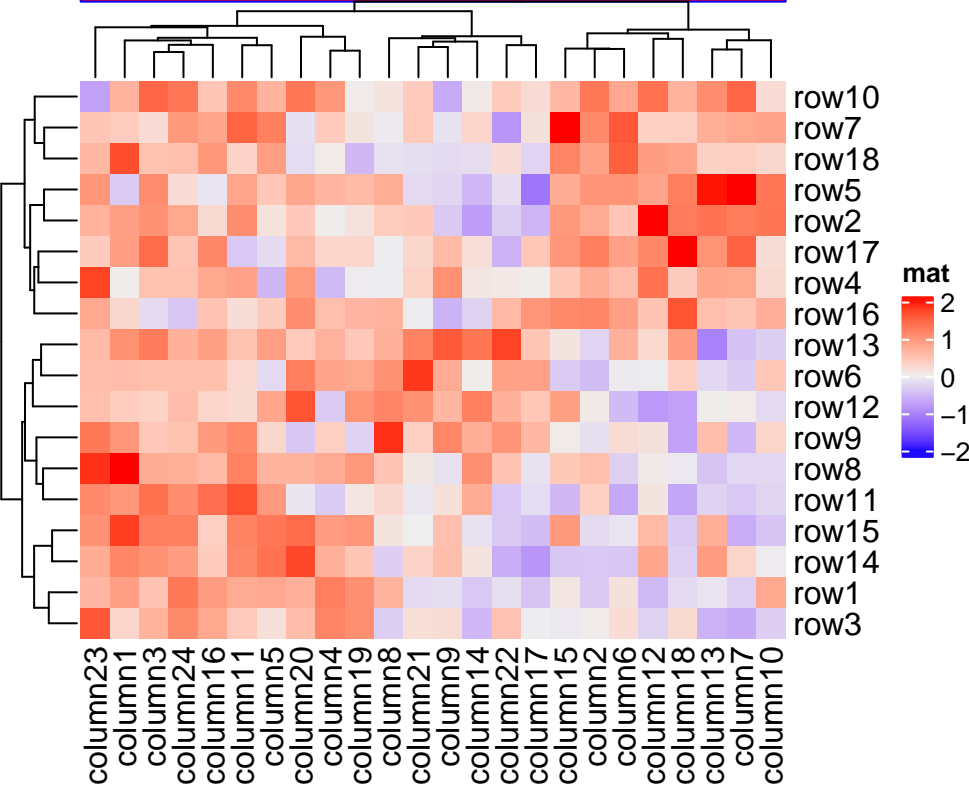 row10
row7
row18
row5
row2
row17
row4
row16
row13
row6
row12
row9
row8
row11
row15
row14
row1
row3
mat
2
1
0
−1
−2
column23
column1
column3
column24
column16
column11
column5
column20
column4
column19
column8
column21
column9
column14
column22
column17
column15
column2
column6
column12
column18
column13
column7
column10